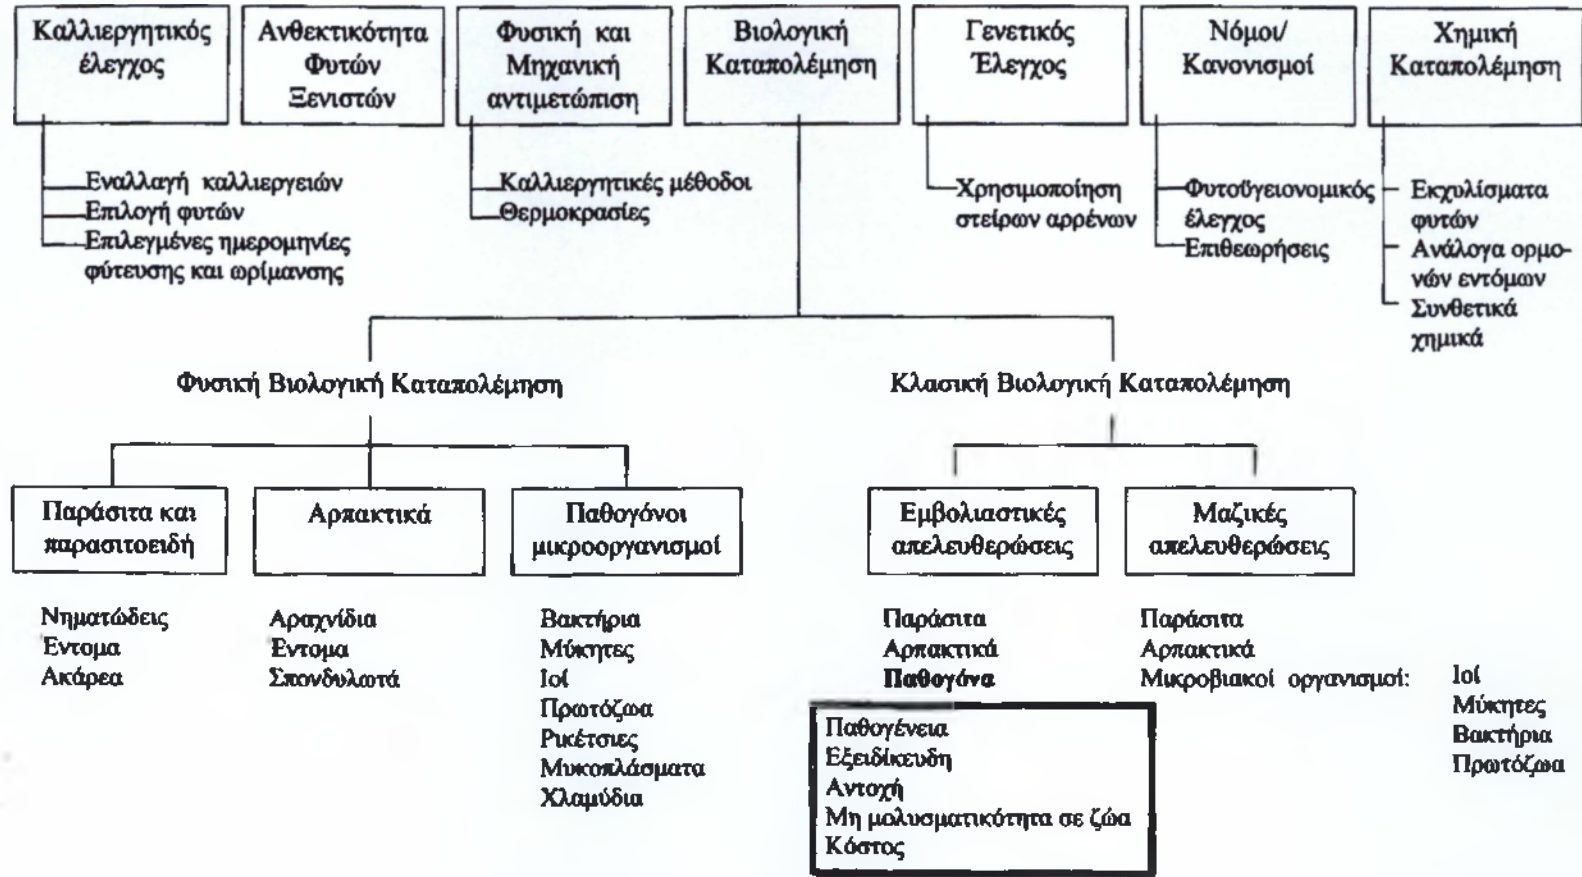 Καλλιεργητικός
έλεγχος
Ανθεκτικότητα
Φυτών
Ξενιστών
Φυσική και
Μηχανική
αντιμετώπιση
Βιολογική
Καταπολέμηση
Γενετικός
Έλεγχος
Νόμοι/
Κανονισμοί
Χημική
Καταπολέμηση
Εναλλαγή καλλιεργειών
Επιλογή φυτών
Επιλεγμένες ημερομηνίες
φύτευσης και ωρίμανσης
Καλλιεργητικές μέθοδοι
Θερμοκρασίες
Χρησιμοποίηση
στείρων αρρένων
Φυτοϋγειονομικός
έλεγχος
Επιθεωρήσεις
Εκχυλίσματα
φυτών
Ανάλογα ορμο-
νών εντόμων
Συνθετικά
χημικά
Φυσική Βιολογική Καταπολέμηση
Κλασική Βιολογική Καταπολέμηση
Παράσιτα και
παρασιτοειδή
Αρπακτικά
Παθογόνοι
μικροοργανισμοί
Εμβολιαστικές
απελευθερώσεις
Μαζικές
απελευθερώσεις
Νηματώδεις
Έντομα
Ακάρεα
Αραχνίδια
Έντομα
Σπονδυλωτά
Βακτήρια
Μύκητες
Ιοί
Πρωτόζωα
Ρικέτσιες
Μυκοπλάσματα
Χλαμύδια
Παράσιτα
Αρπακτικά
Παθογόνα
Παράσιτα
Αρπακτικά
Μικροβιακοί οργανισμοί:
Ιοί
Μύκητες
Βακτήρια
Πρωτόζωα
Παθογένεια
Εξειδίκευδη
Αντοχή
Μη μολυσματικότητα σε ζώα
Κόστος